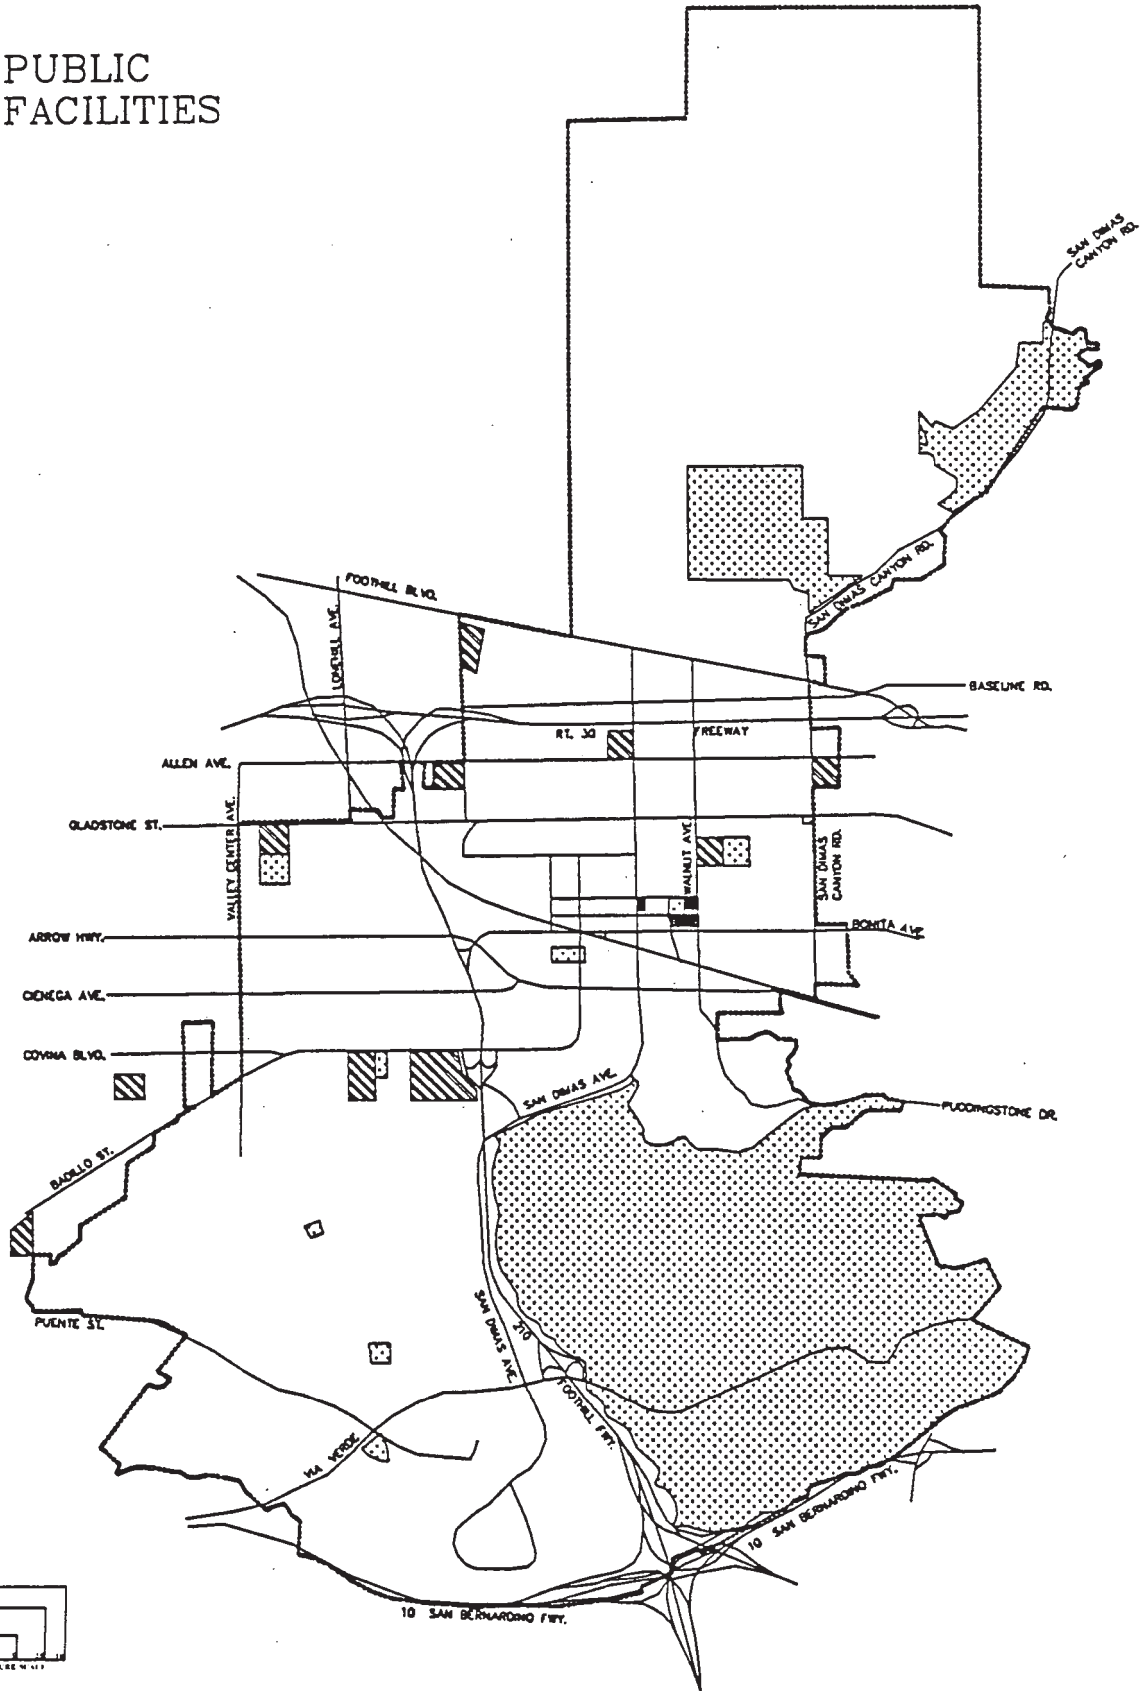 PUBLIC
FACILITIES
SAN DIMAS
CANYON RD.
SAN DIMAS CANYON RD.
FOOTHILL BLVD.
LONEHILL AVE.
BASELINE RD.
RT. 30
FREEWAY
ALLEN AVE.
GLADSTONE ST.
VALLEY CENTER AVE.
WALNUT AVE.
SAN DIMAS
CANYON RD.
ARROW HWY.
BONITA AVE
CIENEGA AVE.
COVINA BLVD.
SAN DIMAS AVE.
PUDDINGSTONE DR.
BADILLO ST.
PUENTE ST.
SAN DIMAS AVE.
210
FOOTHILL FWY.
VIA VERDE
10 SAN BERNARDINO FWY.
10 SAN BERNARDINO FWY.